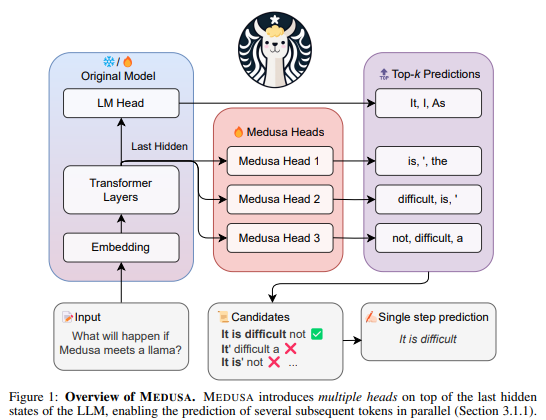 Original Model
LM Head
Last Hidden
Transformer
Layers
Embedding
Input
What will happen if
Medusa meets a llama?
Medusa Heads
Medusa Head 1
Medusa Head 2
Medusa Head 3
TOP
Top-k Predictions
It, I, As
is, ', the
difficult, is, '
not, difficult, a
Candidates
It is difficult not
It' difficult a
It is' not ...
Single step prediction
It is difficult
Figure 1: Overview of MEDUSA. MEDUSA introduces multiple heads on top of the last hidden
states of the LLM, enabling the prediction of several subsequent tokens in parallel (Section 3.1.1).